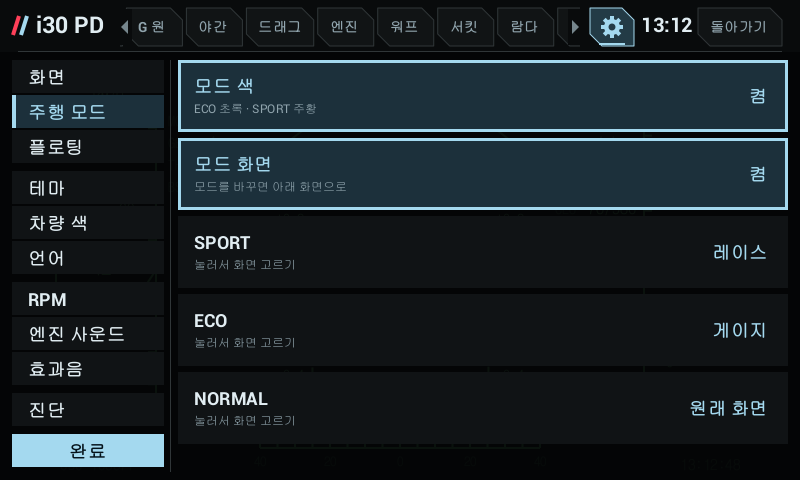 i30 PD
G 원
야간
드래그
엔진
워프
서킷
람다
13:12
돌아가기
화면
주행 모드
플로팅
테마
차량 색
언어
RPM
엔진 사운드
효과음
진단
완료
모드 색
ECO 초록 · SPORT 주황
켬
모드 화면
모드를 바꾸면 아래 화면으로
켬
SPORT
눌러서 화면 고르기
레이스
ECO
눌러서 화면 고르기
게이지
NORMAL
눌러서 화면 고르기
원래 화면